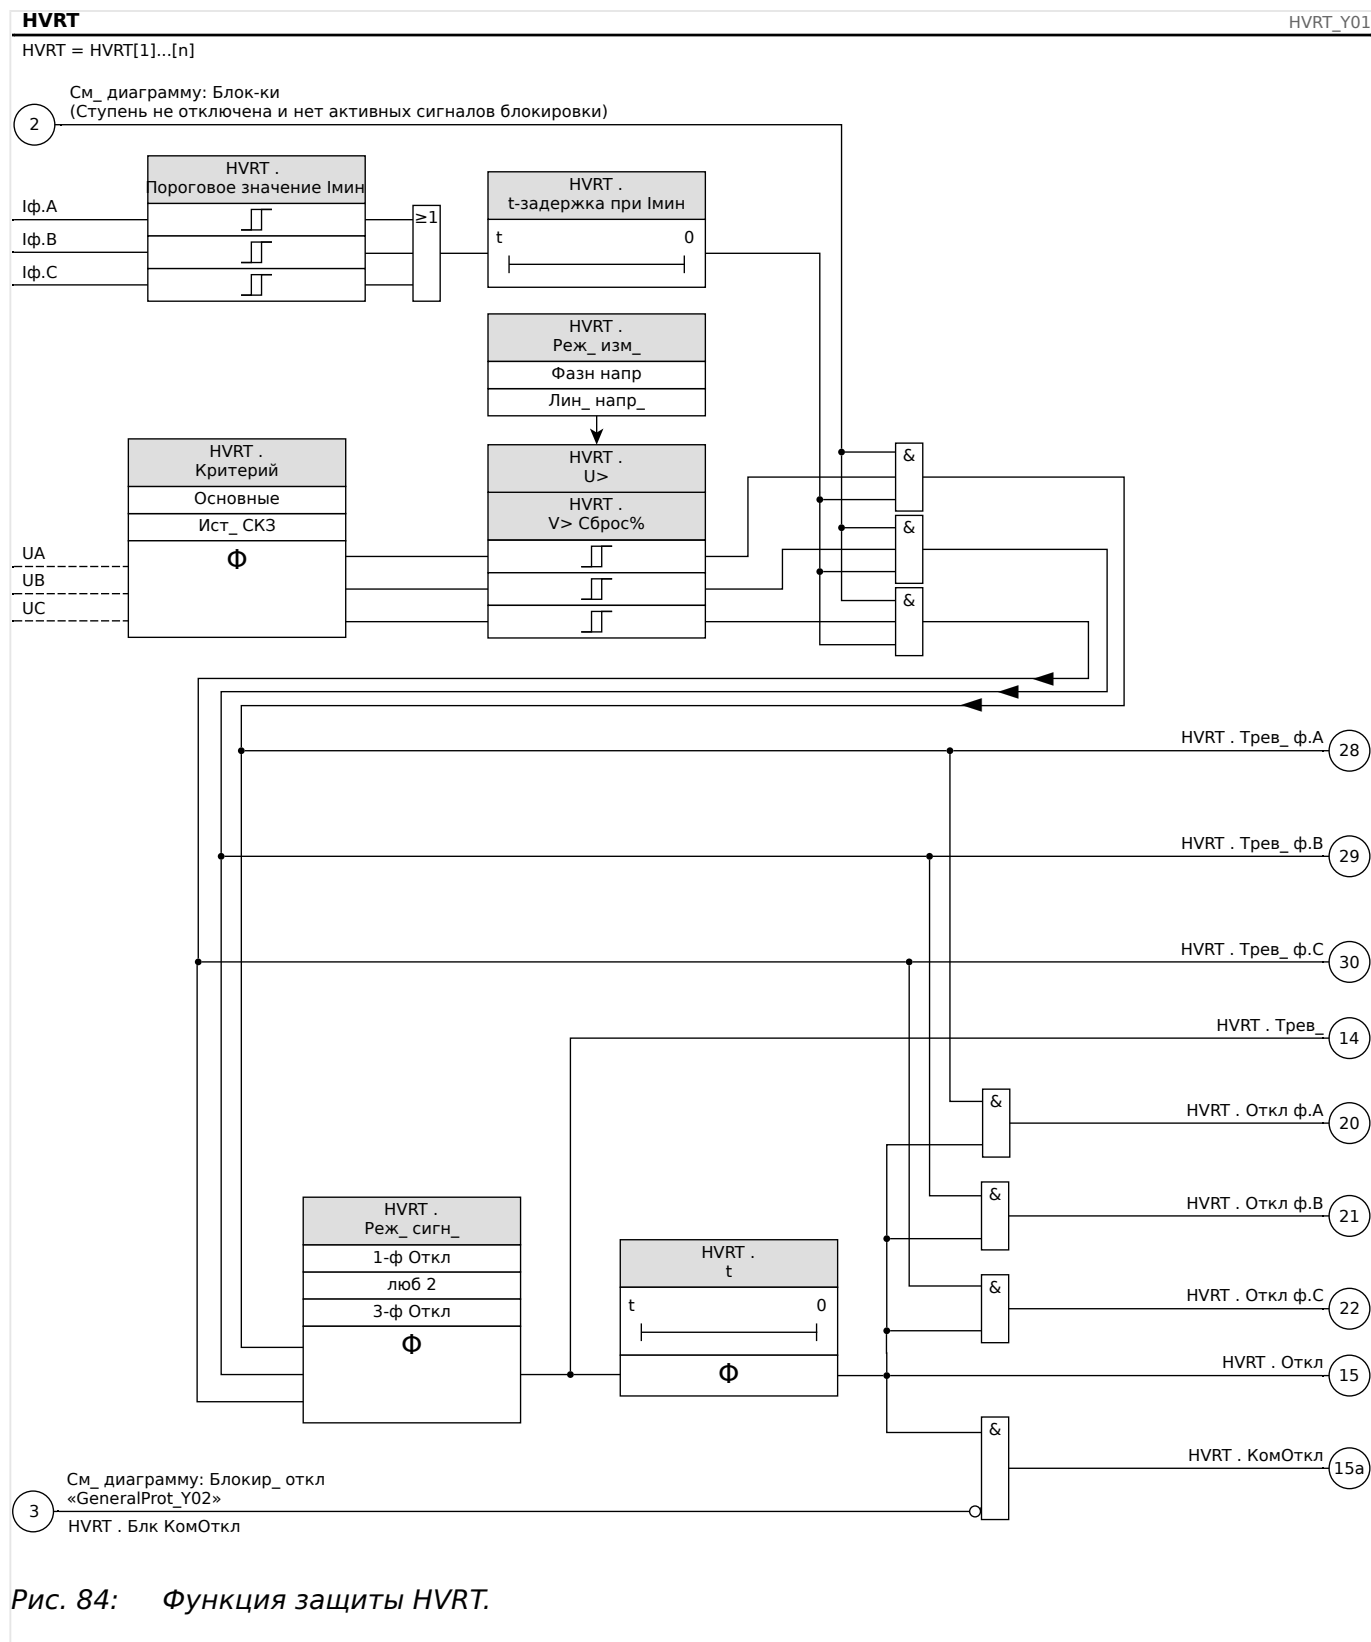 HVRT
HVRT_Y01
HVRT = HVRT[1]...[n]
См_ диаграмму: Блок-ки
(Ступень не отключена и нет активных сигналов блокировки)
2
HVRT .
Пороговое значение Iмин
Iф.A
Iф.B
Iф.C
≥1
HVRT .
t-задержка при Iмин
t
0
HVRT .
Реж_ изм_
Фазн напр
Лин_ напр_
HVRT .
Критерий
Основные
Ист_ СКЗ
Φ
UA
UB
UC
HVRT .
U>
HVRT .
V> Сброс%
&
&
&
HVRT . Трев_ ф.A
28
HVRT . Трев_ ф.B
29
HVRT . Трев_ ф.C
30
HVRT . Трев_
14
&
HVRT . Откл ф.A
20
&
HVRT . Откл ф.B
21
&
HVRT . Откл ф.C
22
HVRT .
Реж_ сигн_
1-ф Откл
люб 2
3-ф Откл
Φ
HVRT .
t
t
0
Φ
HVRT . Откл
15
&
HVRT . КомОткл
15a
См_ диаграмму: Блокир_ откл
«GeneralProt_Y02»
3
HVRT . Блк КомОткл
Рис. 84: Функция защиты HVRT.